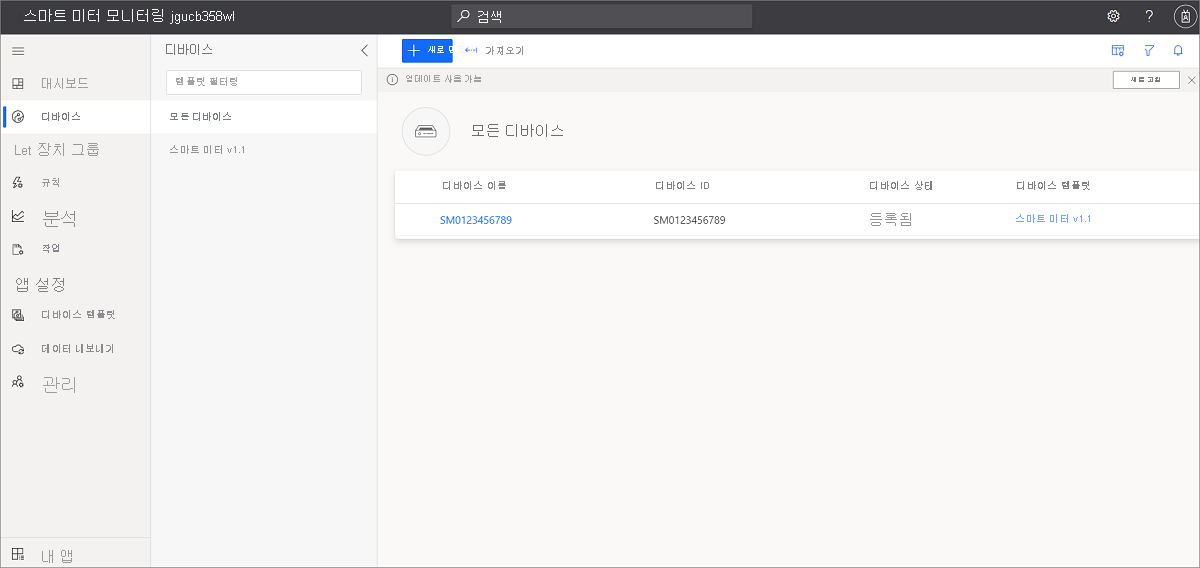 스마트 미터 모니터링 jgucb358wl
검색
대시보드
디바이스
Let 장치 그룹
규칙
분석
작업
앱 설정
디바이스 템플릿
데이터 내보내기
관리
내 앱
디바이스
템플릿 필터링
모든 디바이스
스마트 미터 v1.1
새로 만
가져오기
업데이트 사용 가능
새로 고침
모든 디바이스
디바이스 이름 디바이스 ID 디바이스 상태 디바이스 템플릿
SM0123456789 SM0123456789 등록됨 스마트 미터 v1.1